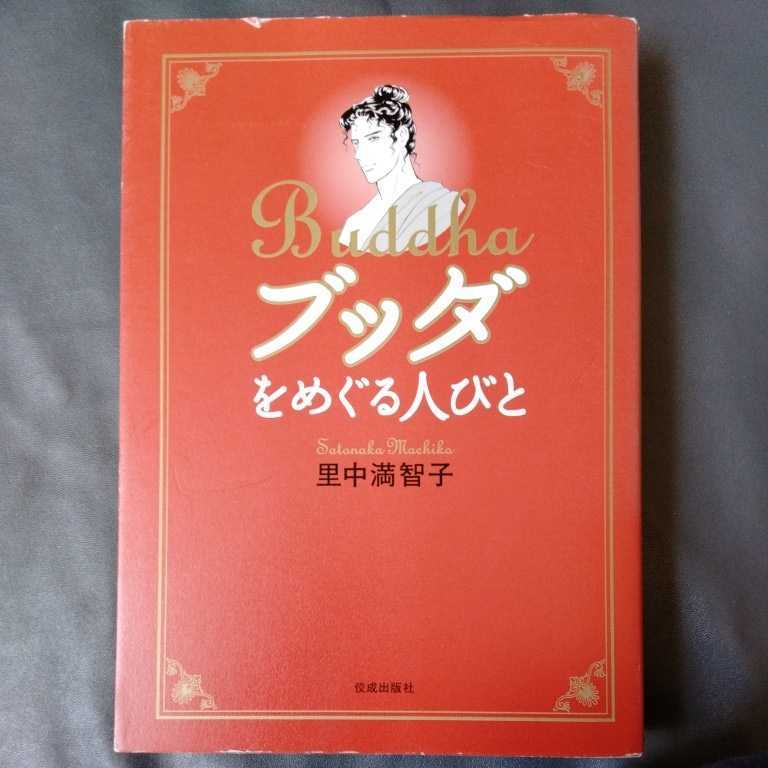 Buddha
ブッダ
をめぐる人びと
Satonaka Machiko
里中満智子
佼成出版社